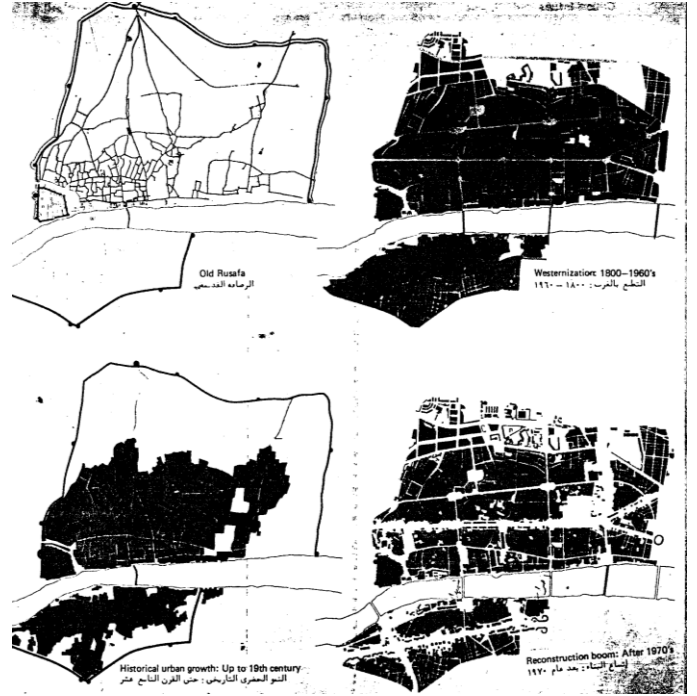 Old Rusafa
الرصافة القديمة
Westernization: 1800–1960's
التطبع بالغرب : ١٨٠٠ – ١٩٦٠
Historical urban growth: Up to 19th century
النمو الحضري التاريخي : حتى القرن التاسع عشر
Reconstruction boom: After 1970's
إتساع البناء : بعد عام ١٩٧٠